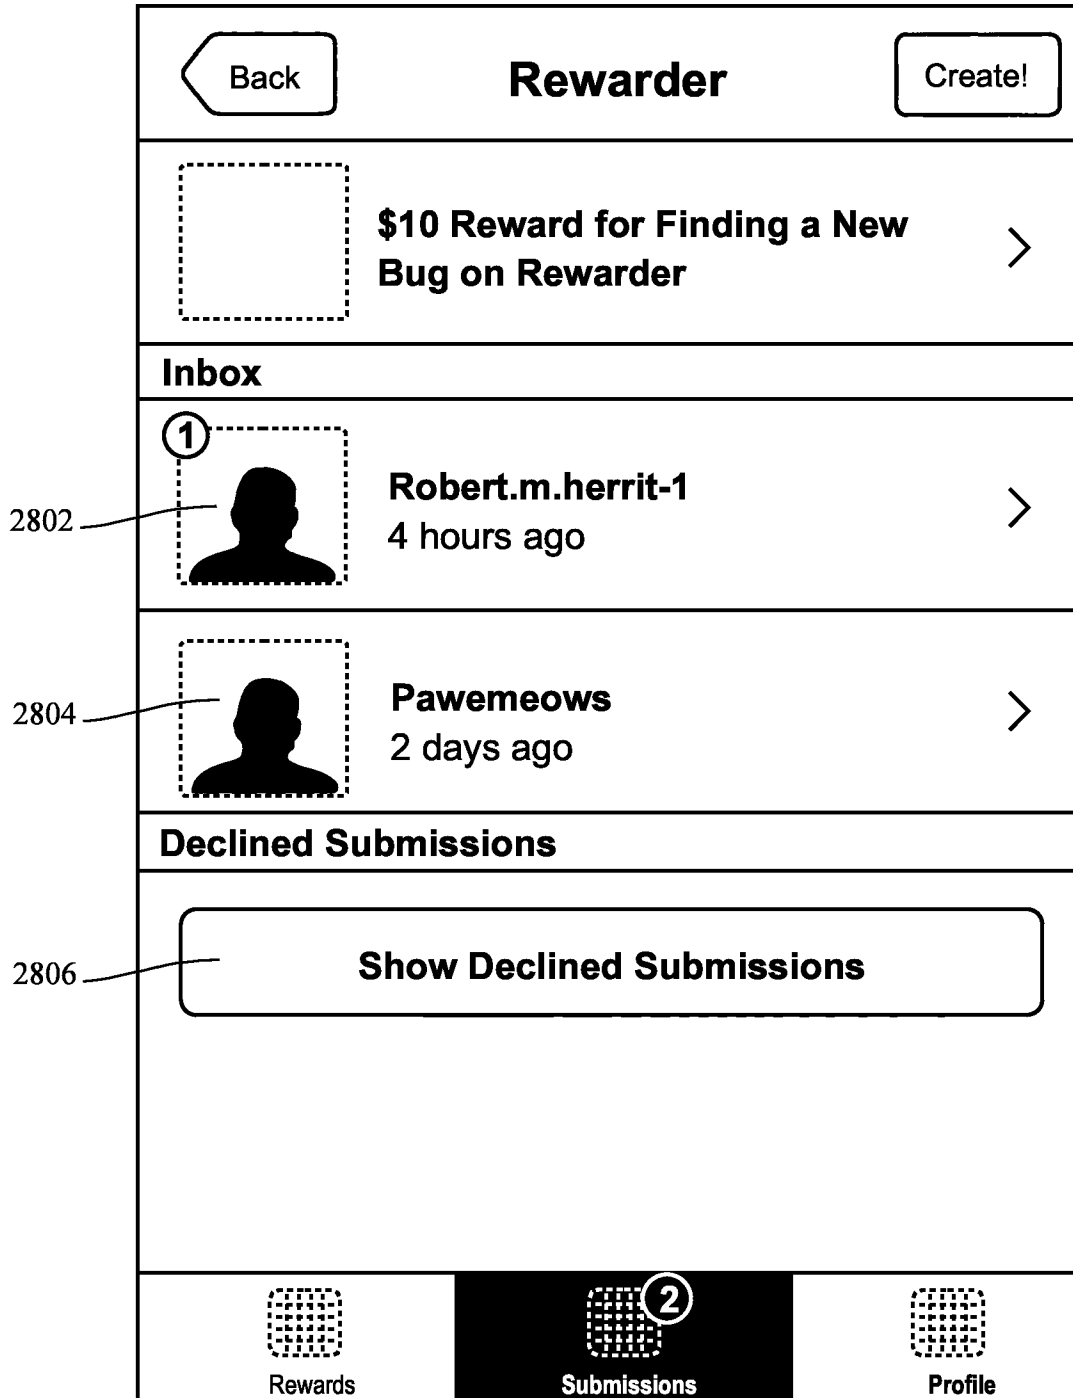 Back
Rewarder
Create!
$10 Reward for Finding a New
Bug on Rewarder
Inbox
1
Robert.m.herrit-1
4 hours ago
2802
Pawemeows
2 days ago
2804
Declined Submissions
2806
Show Declined Submissions
2
Rewards
Submissions
Profile